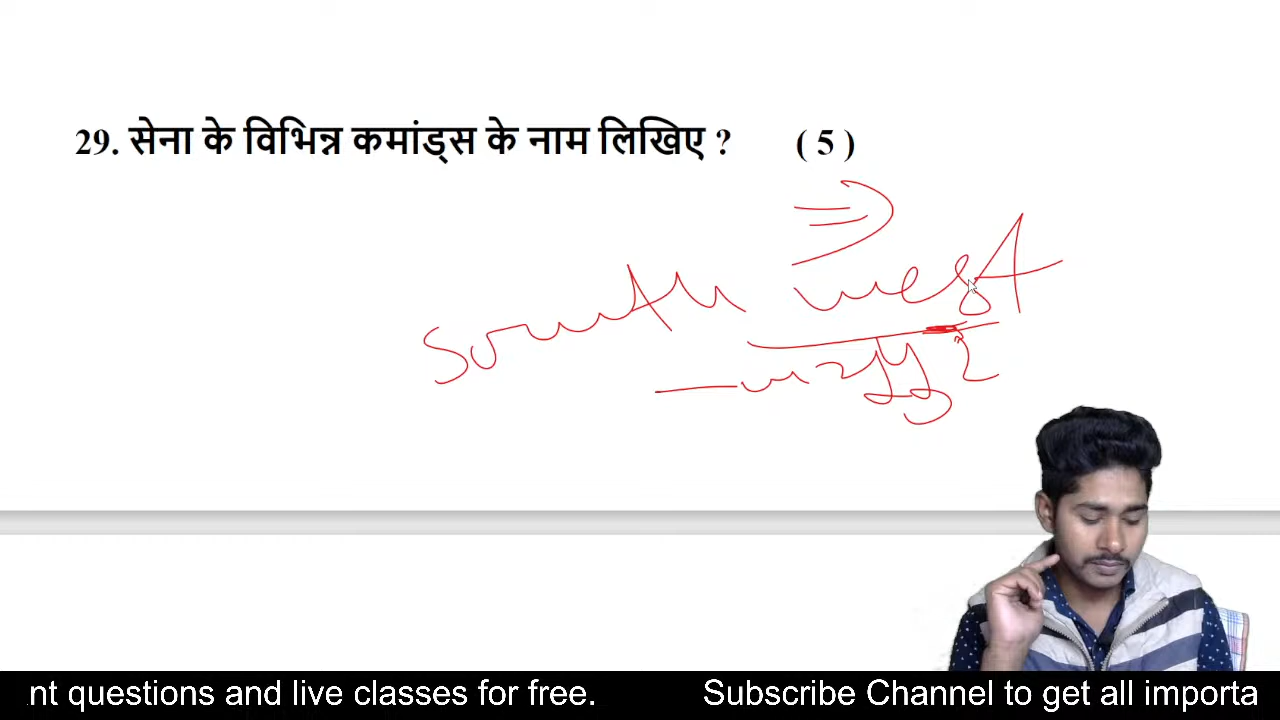 29. सेना के विभिन्न कमांड्स के नाम लिखिए ? ( 5 )
South west
nt questions and live classes for free. Subscribe Channel to get all importa